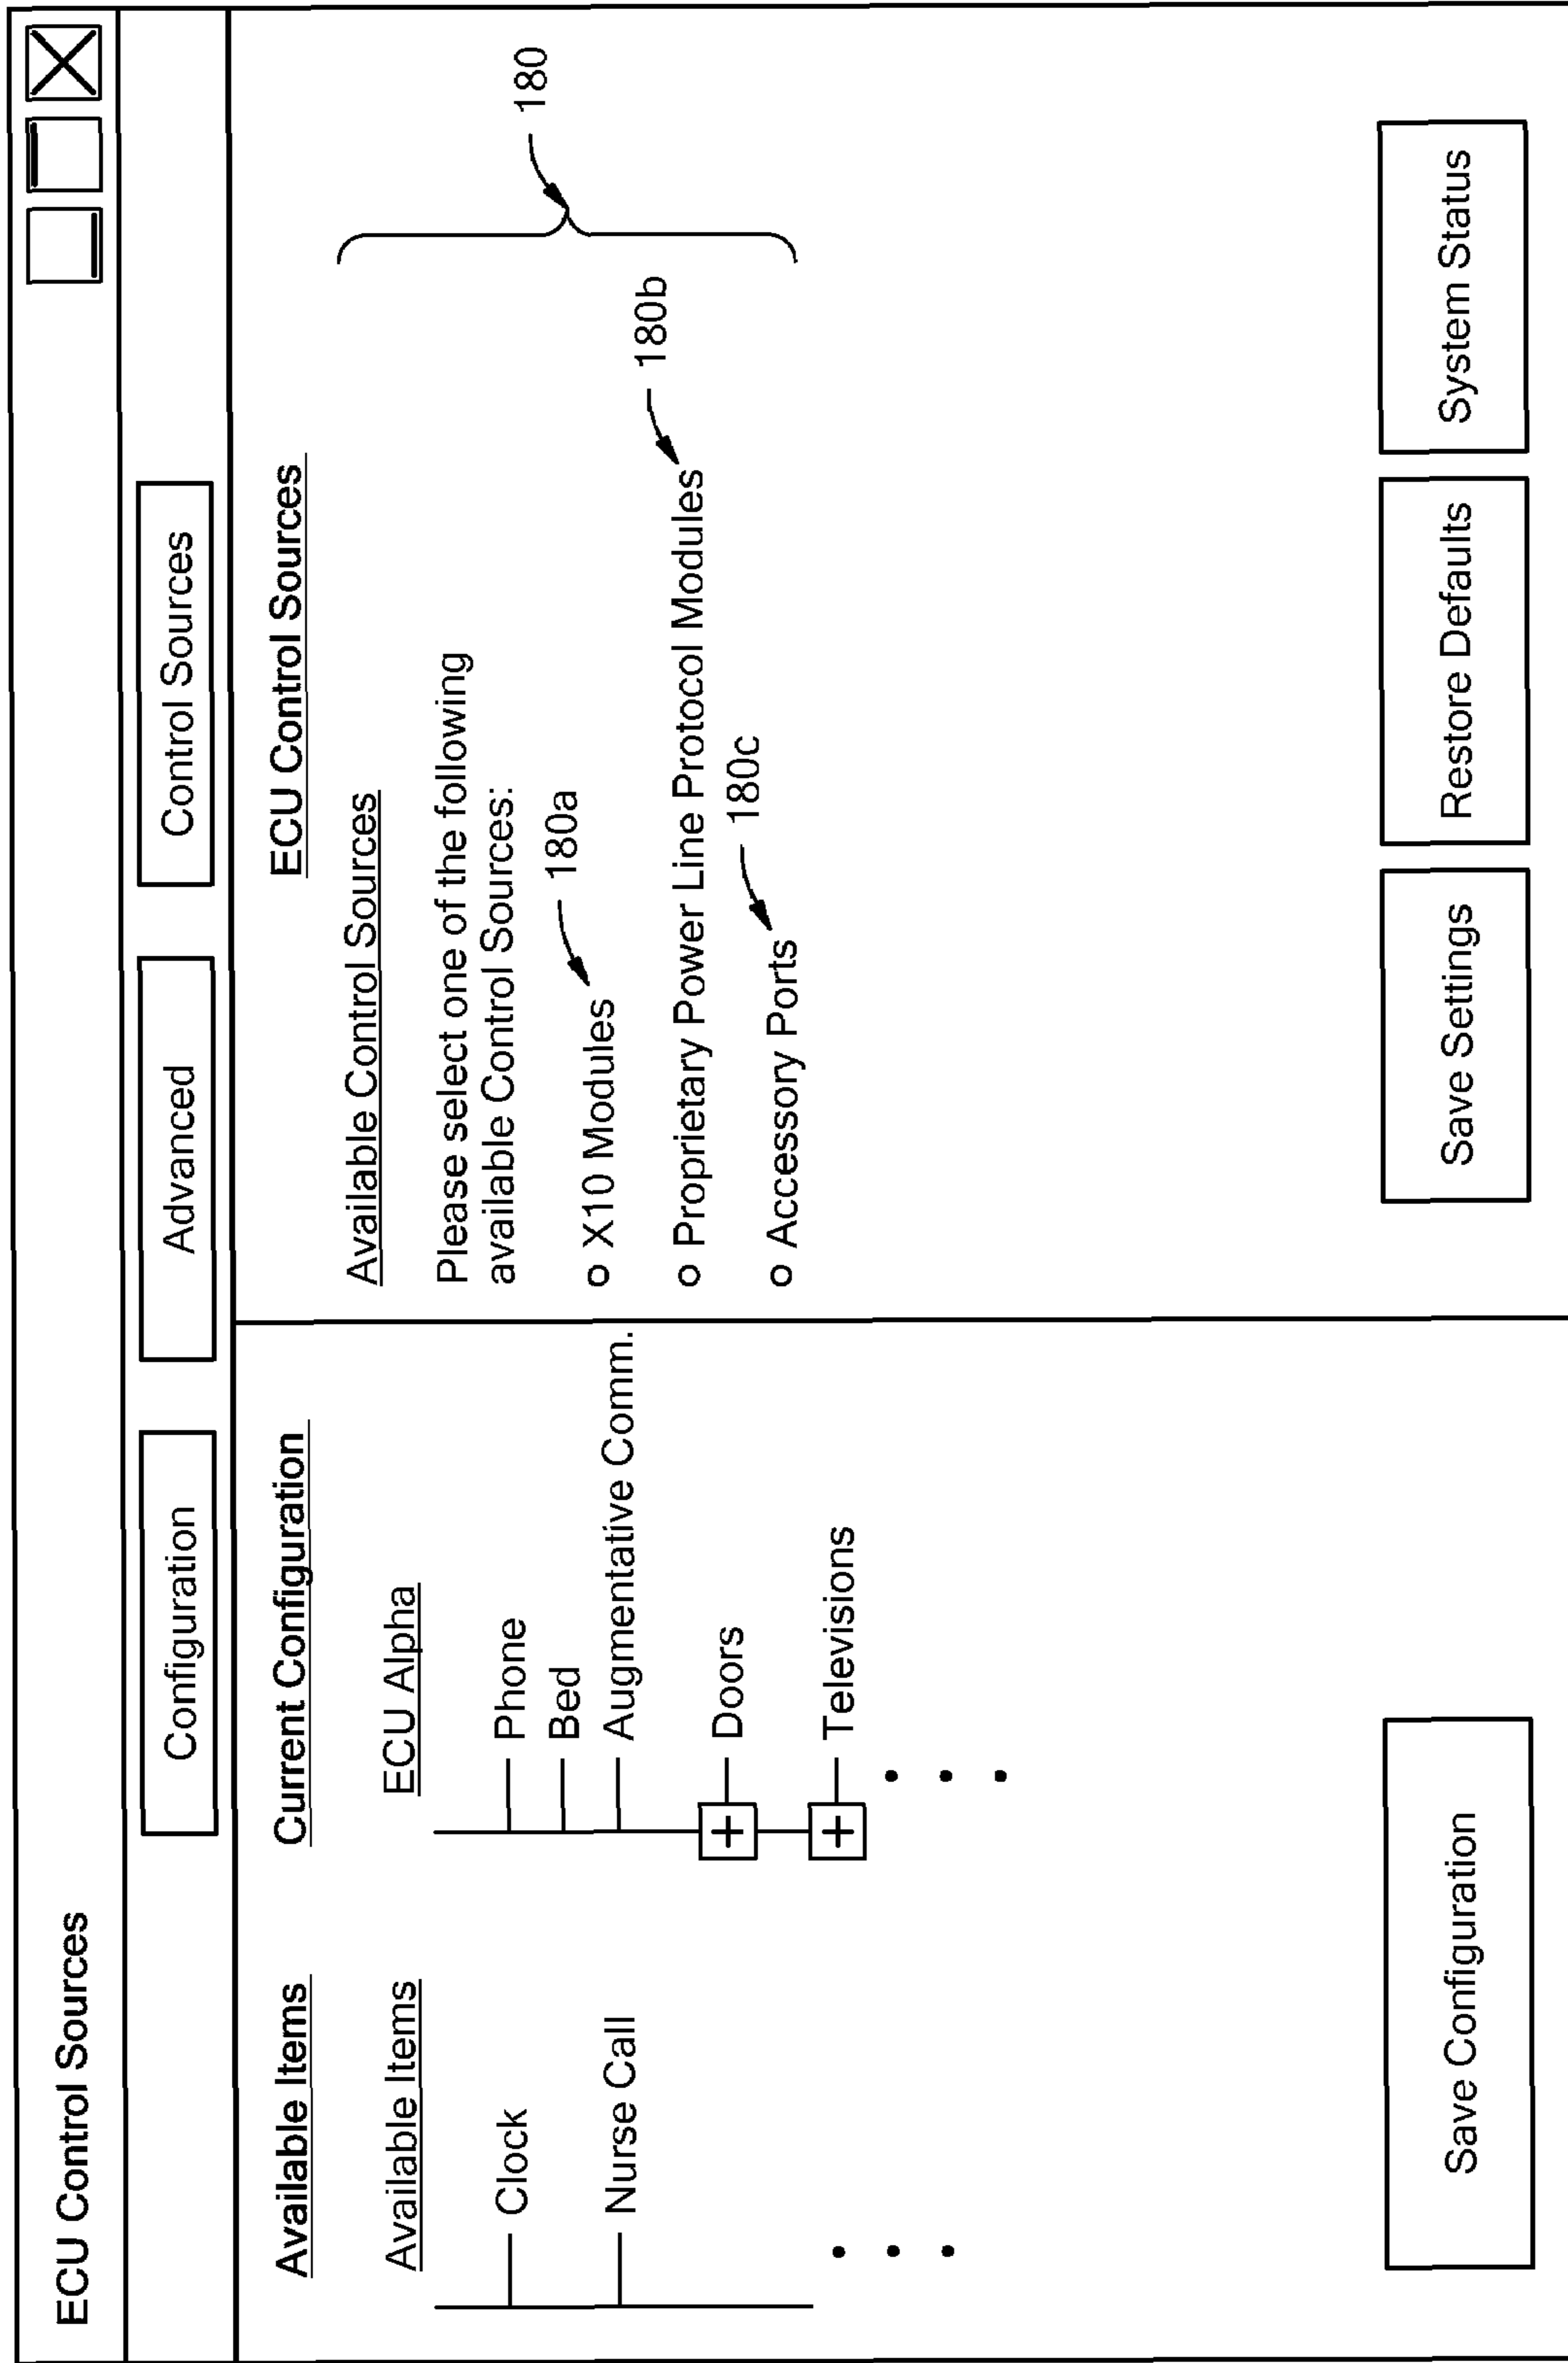 ECU Control Sources
Configuration
Advanced
Control Sources
Available Items
Available Items
Clock
Nurse Call
Current Configuration
ECU Alpha
Phone
Bed
Augmentative Comm.
+ Doors
+ Televisions
Save Configuration
ECU Control Sources
Available Control Sources
Please select one of the following
available Control Sources:
X10 Modules
180a
Proprietary Power Line Protocol Modules
180b
Accessory Ports
180c
180
Save Settings
Restore Defaults
System Status